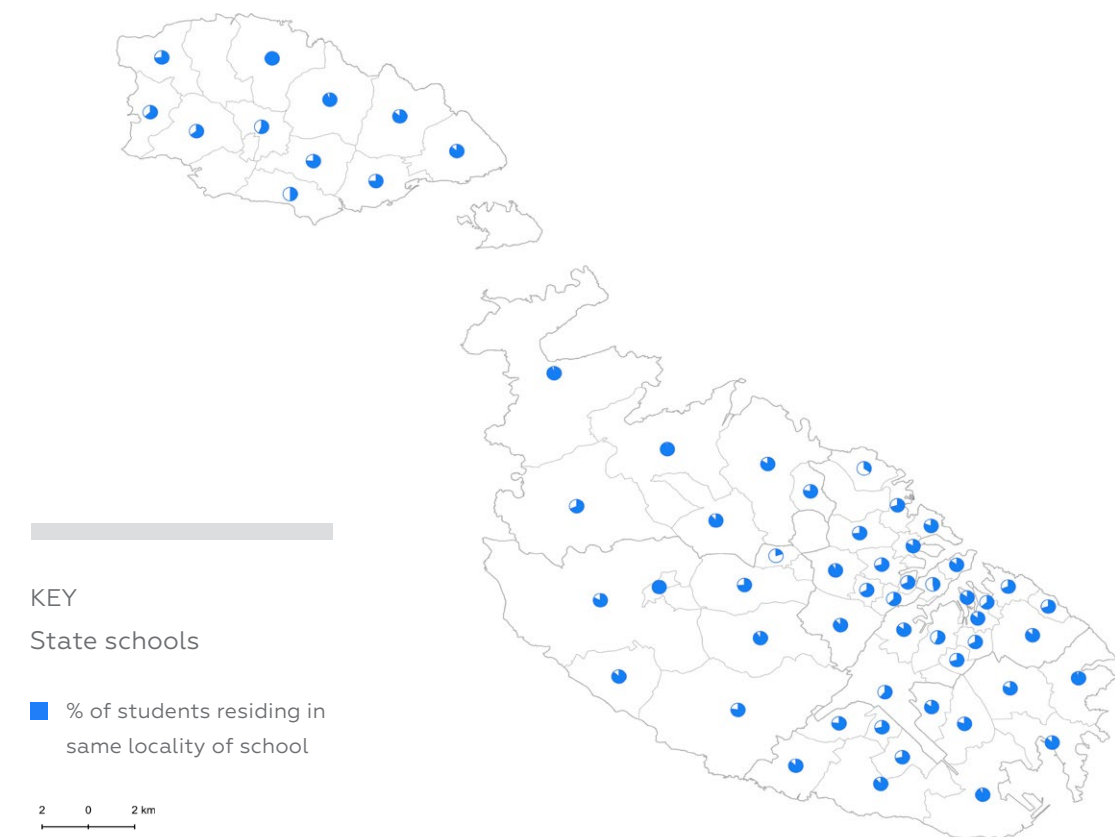 KEY
State schools
% of students residing in
same locality of school
2 0 2 km